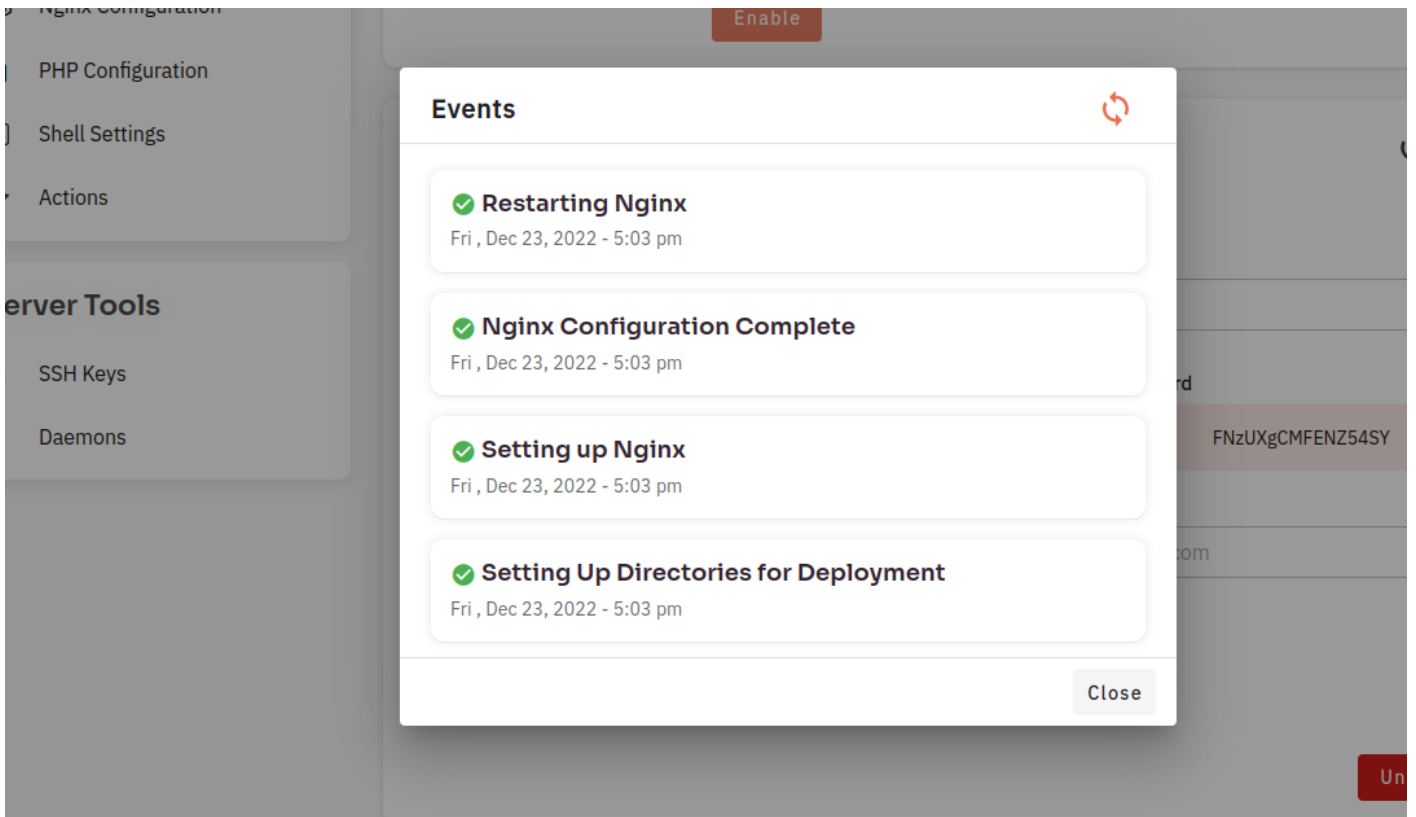 Nginx Configuration
Enable
PHP Configuration
Shell Settings
Actions
erver Tools
SSH Keys
Daemons
Events
Restarting Nginx
Fri , Dec 23, 2022 - 5:03 pm
Nginx Configuration Complete
Fri , Dec 23, 2022 - 5:03 pm
Setting up Nginx
Fri , Dec 23, 2022 - 5:03 pm
Setting Up Directories for Deployment
Fri , Dec 23, 2022 - 5:03 pm
Close
rd
FNzUXgCMFENZ54SY
com
Un